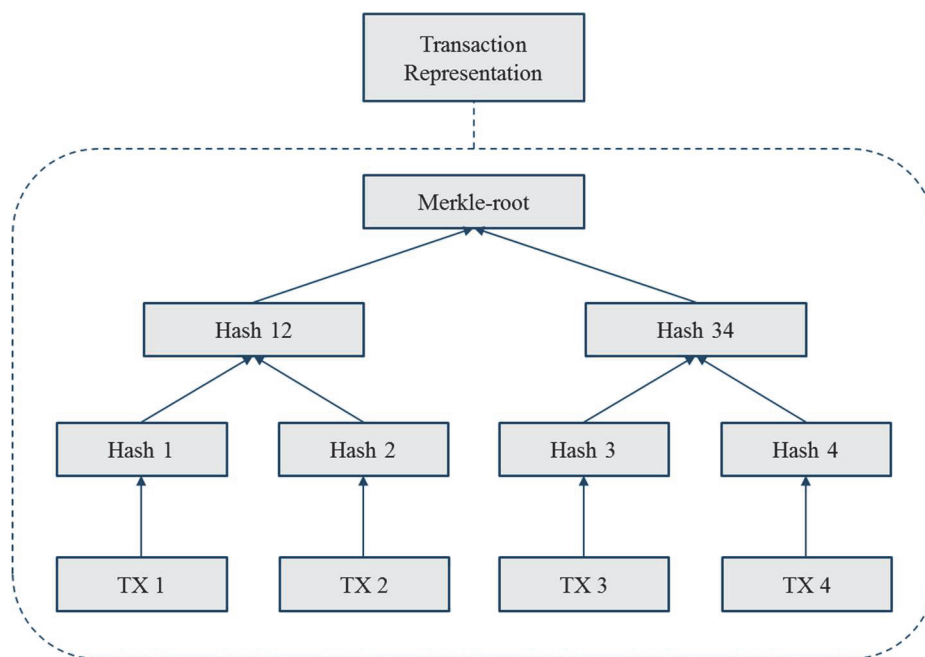 Transaction
Representation
Merkle-root
Hash 12
Hash 34
Hash 1
Hash 2
Hash 3
Hash 4
TX 1
TX 2
TX 3
TX 4